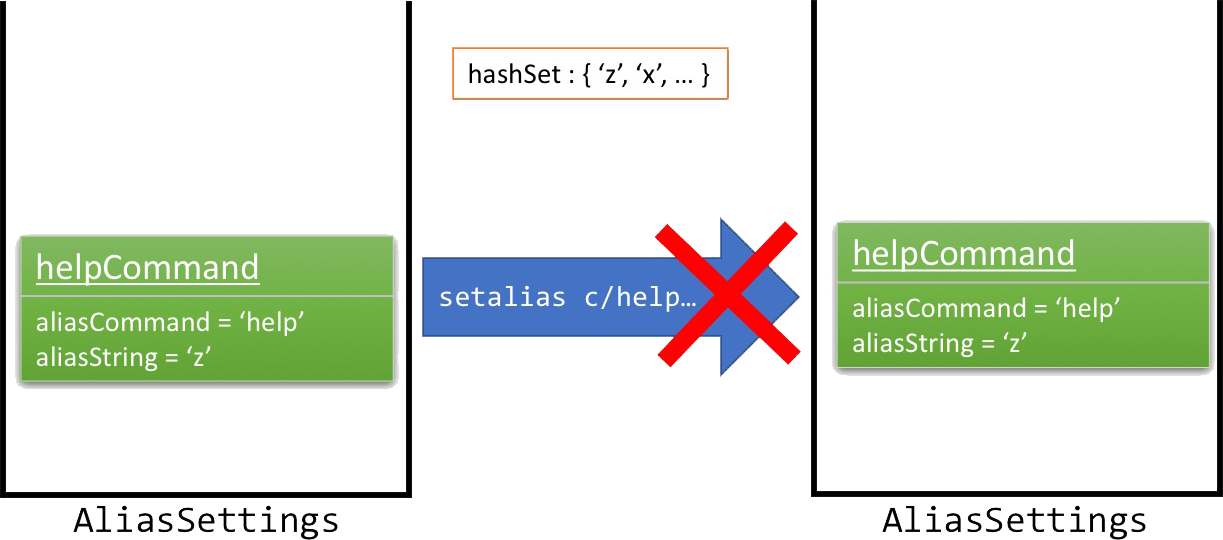 hashSet : { ‘z’, ‘x’, … }
helpCommand
aliasCommand = ‘help’
aliasString = ‘z’
setalias c/help…
helpCommand
aliasCommand = ‘help’
aliasString = ‘z’
AliasSettings
AliasSettings